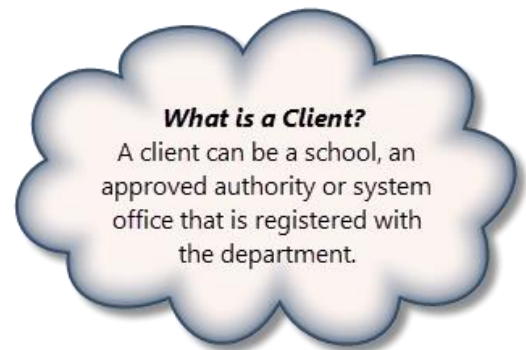 What is a Client?
A client can be a school, an
approved authority or system
office that is registered with
the department.